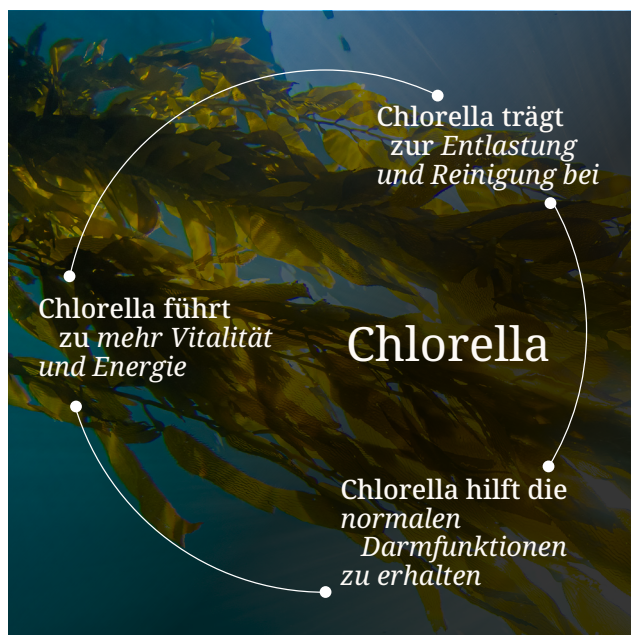 Chlorella trägt
zur Entlastung
und Reinigung bei
Chlorella führt
zu mehr Vitalität
und Energie
Chlorella
Chlorella hilft die
normalen
Darmfunktionen
zu erhalten